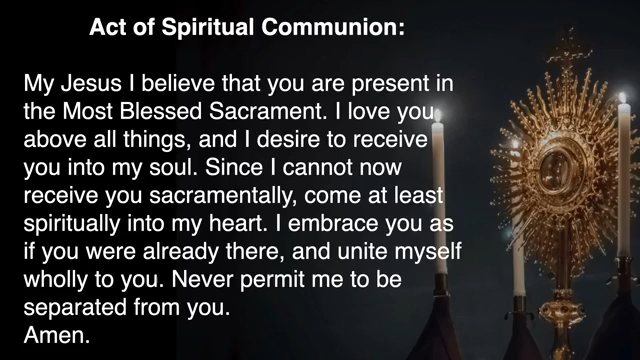 Act of Spiritual Communion:
My Jesus I believe that you are present in
the Most Blessed Sacrament. I love you
above all things, and I desire to receive
you into my soul. Since I cannot now
receive you sacramentally, come at least
spiritually into my heart. I embrace you as
if you were already there, and unite myself
wholly to you. Never permit me to be
separated from you.
Amen.